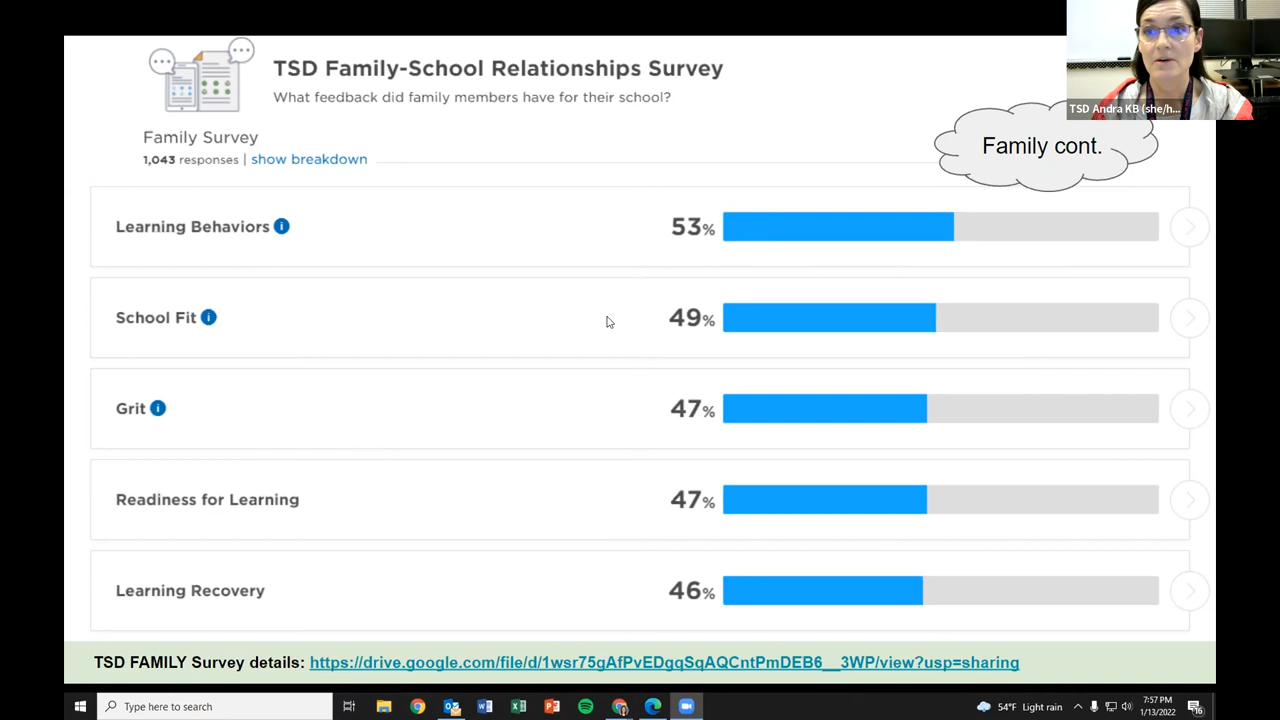 TSD Family-School Relationships Survey
What feedback did family members have for their school?
TSD Andra KB (she/h...
Family Survey
1,043 responses | show breakdown
Family cont.
Learning Behaviors i 53%
School Fit i 49%
Grit i 47%
Readiness for Learning 47%
Learning Recovery 46%
TSD FAMILY Survey details: https://drive.google.com/file/d/1wsr75gAfPvEDgqSqAQCntPmDEB6__3WP/view?usp=sharing
Type here to search
54°F Light rain
7:57 PM
1/13/2022
16